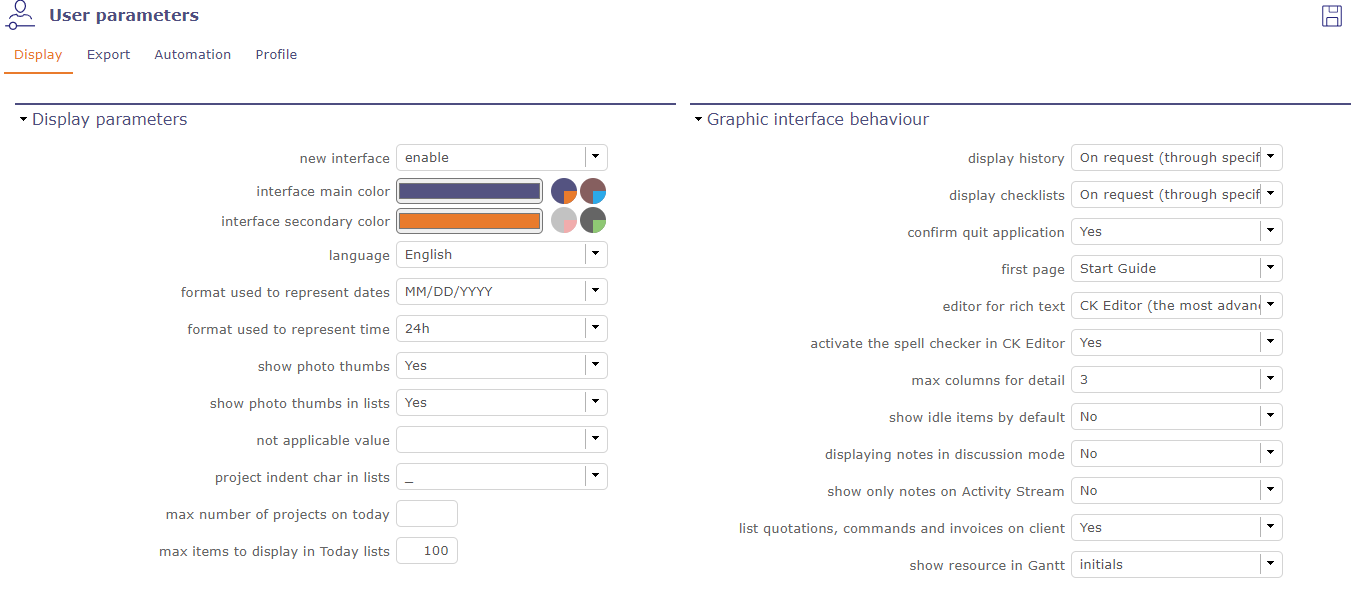 User parameters
Display Export Automation Profile
Display parameters
new interface enable
interface main color
interface secondary color
language English
format used to represent dates MM/DD/YYYY
format used to represent time 24h
show photo thumbs Yes
show photo thumbs in lists Yes
not applicable value
project indent char in lists _
max number of projects on today
max items to display in Today lists 100
Graphic interface behaviour
display history On request (through specif
display checklists On request (through specif
confirm quit application Yes
first page Start Guide
editor for rich text CK Editor (the most advan
activate the spell checker in CK Editor Yes
max columns for detail 3
show idle items by default No
displaying notes in discussion mode No
show only notes on Activity Stream No
list quotations, commands and invoices on client Yes
show resource in Gantt initials